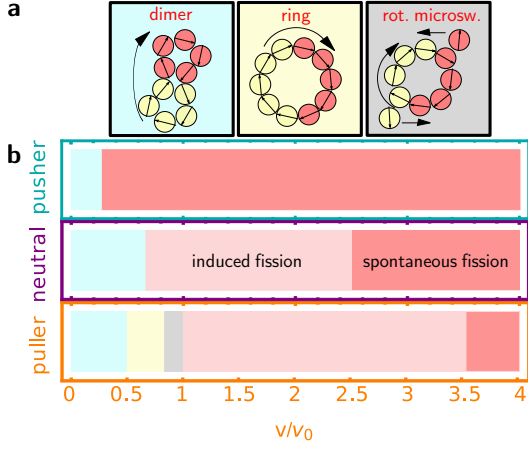 a
dimer
ring
rot. microsw.
b
pusher
neutral
induced fission
spontaneous fission
puller
0 0.5 1 1.5 2 2.5 3 3.5 4
v/v₀